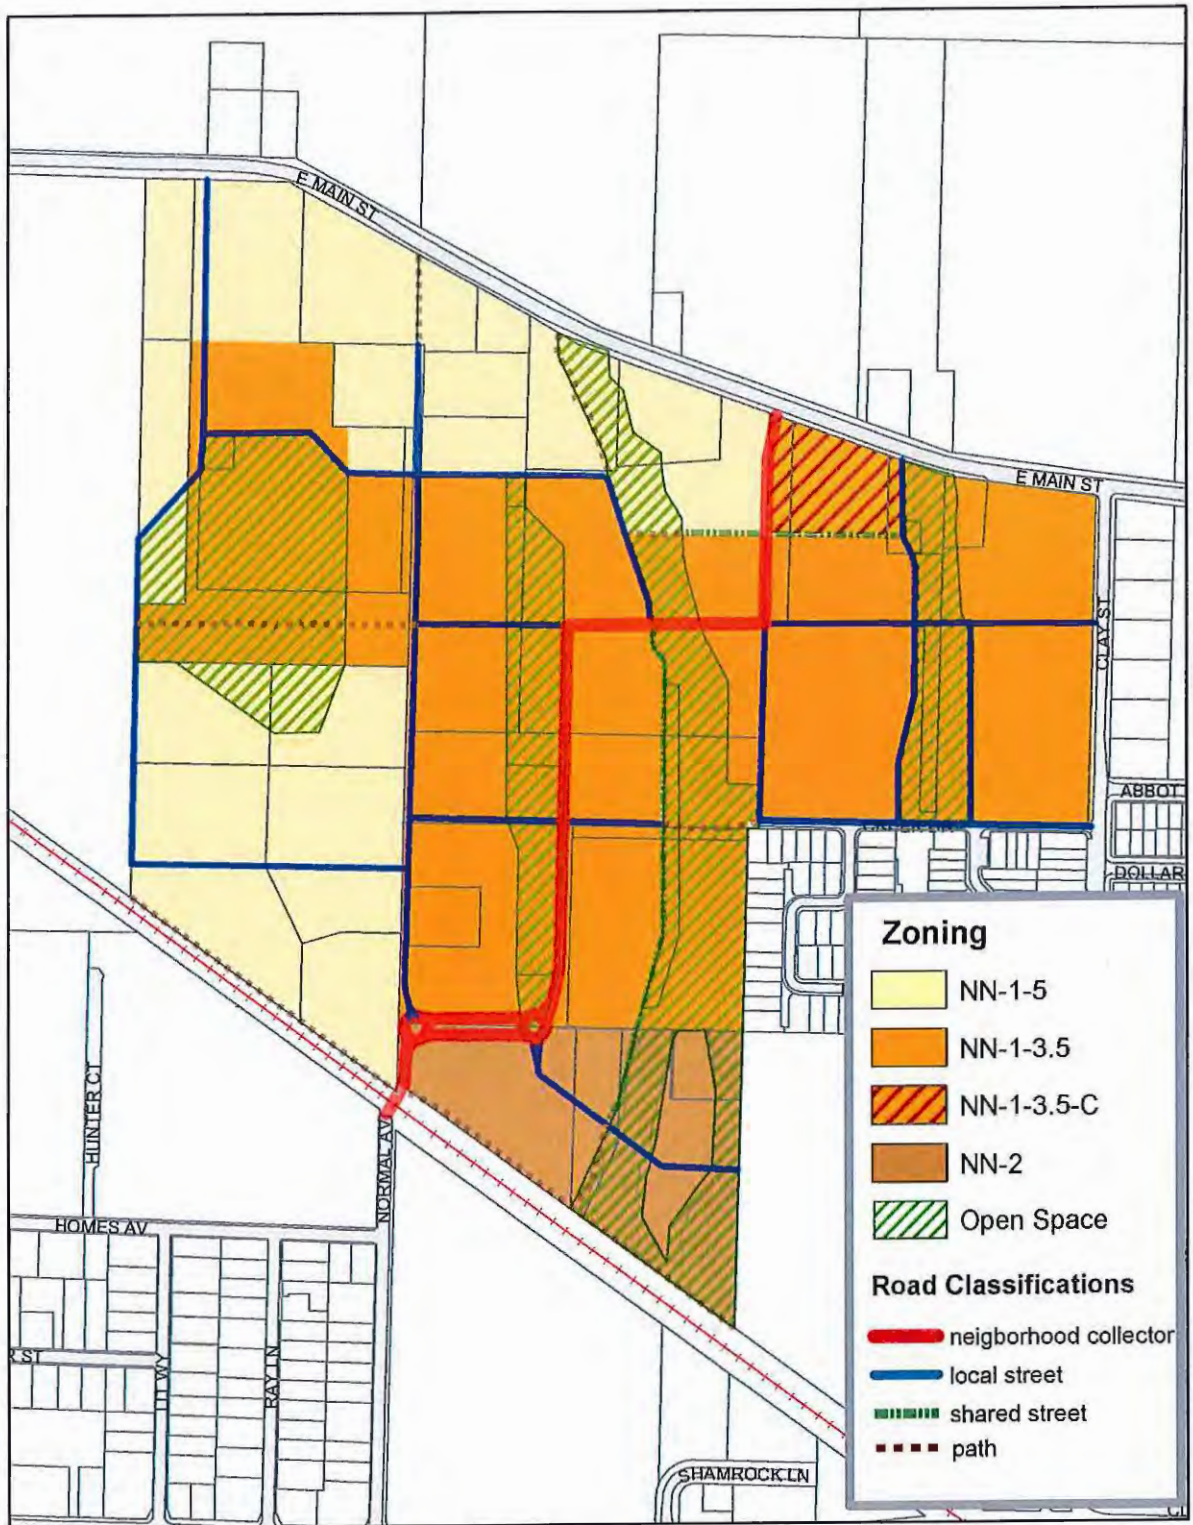 E MAIN ST
E MAIN ST
CLAY ST
ABBOT
DOLLAR
HUNTER CT
NORMAL AV
HOMES AV
RAY LN
SHAMROCK LN
Zoning
NN-1-5
NN-1-3.5
NN-1-3.5-C
NN-2
Open Space
Road Classifications
neigborhood collector
local street
shared street
path